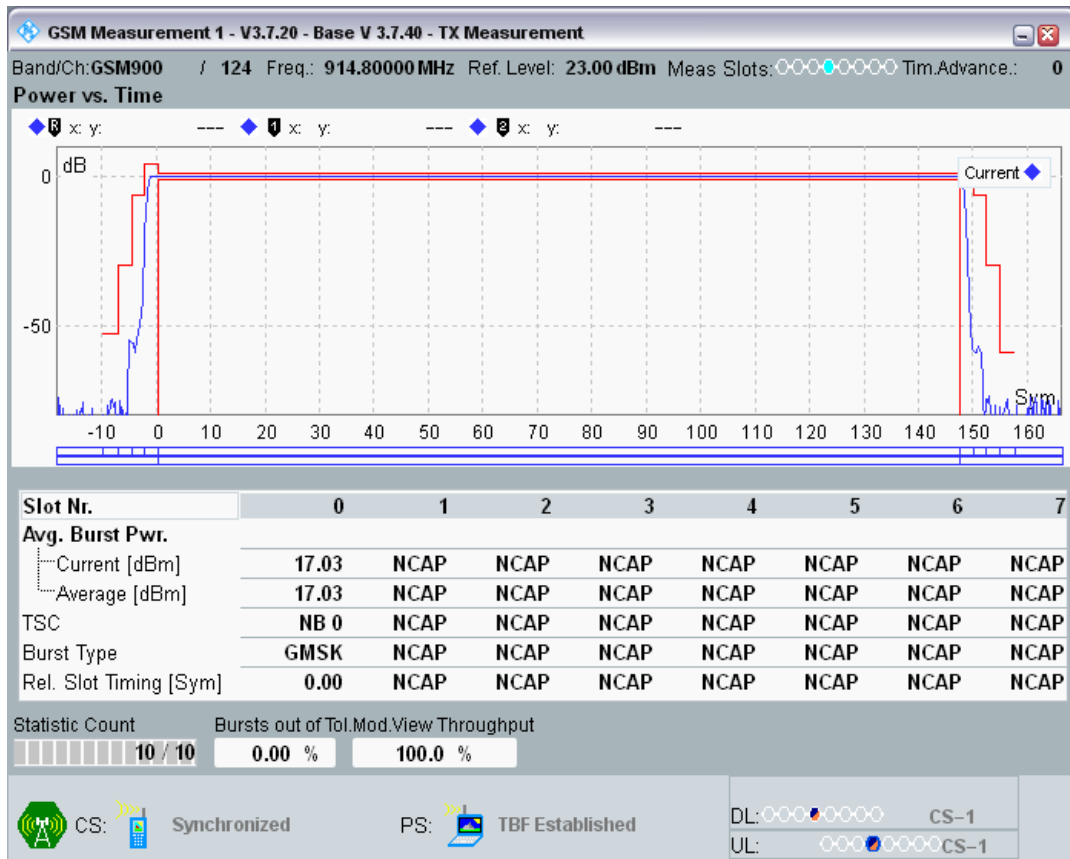 GSM Measurement 1 - V3.7.20 - Base V 3.7.40 - TX Measurement
Band/Ch:GSM900 / 124 Freq.: 914.80000 MHz Ref. Level: 23.00 dBm Meas Slots: Tim.Advance.: 0
Power vs. Time
R x: y: --- 1 x: y: --- 2 x: y: ---
dB
Current
0
-50
Sym
-10 0 10 20 30 40 50 60 70 80 90 100 110 120 130 140 150 160
Slot Nr. 0 1 2 3 4 5 6 7
Avg. Burst Pwr.
Current [dBm] 17.03 NCAP NCAP NCAP NCAP NCAP NCAP NCAP
Average [dBm] 17.03 NCAP NCAP NCAP NCAP NCAP NCAP NCAP
TSC NB 0 NCAP NCAP NCAP NCAP NCAP NCAP NCAP
Burst Type GMSK NCAP NCAP NCAP NCAP NCAP NCAP NCAP
Rel. Slot Timing [Sym] 0.00 NCAP NCAP NCAP NCAP NCAP NCAP NCAP
Statistic Count Bursts out of Tol. Mod.View Throughput
10 / 10 0.00 % 100.0 %
CS: Synchronized PS: TBF Established DL: CS-1
UL: CS-1